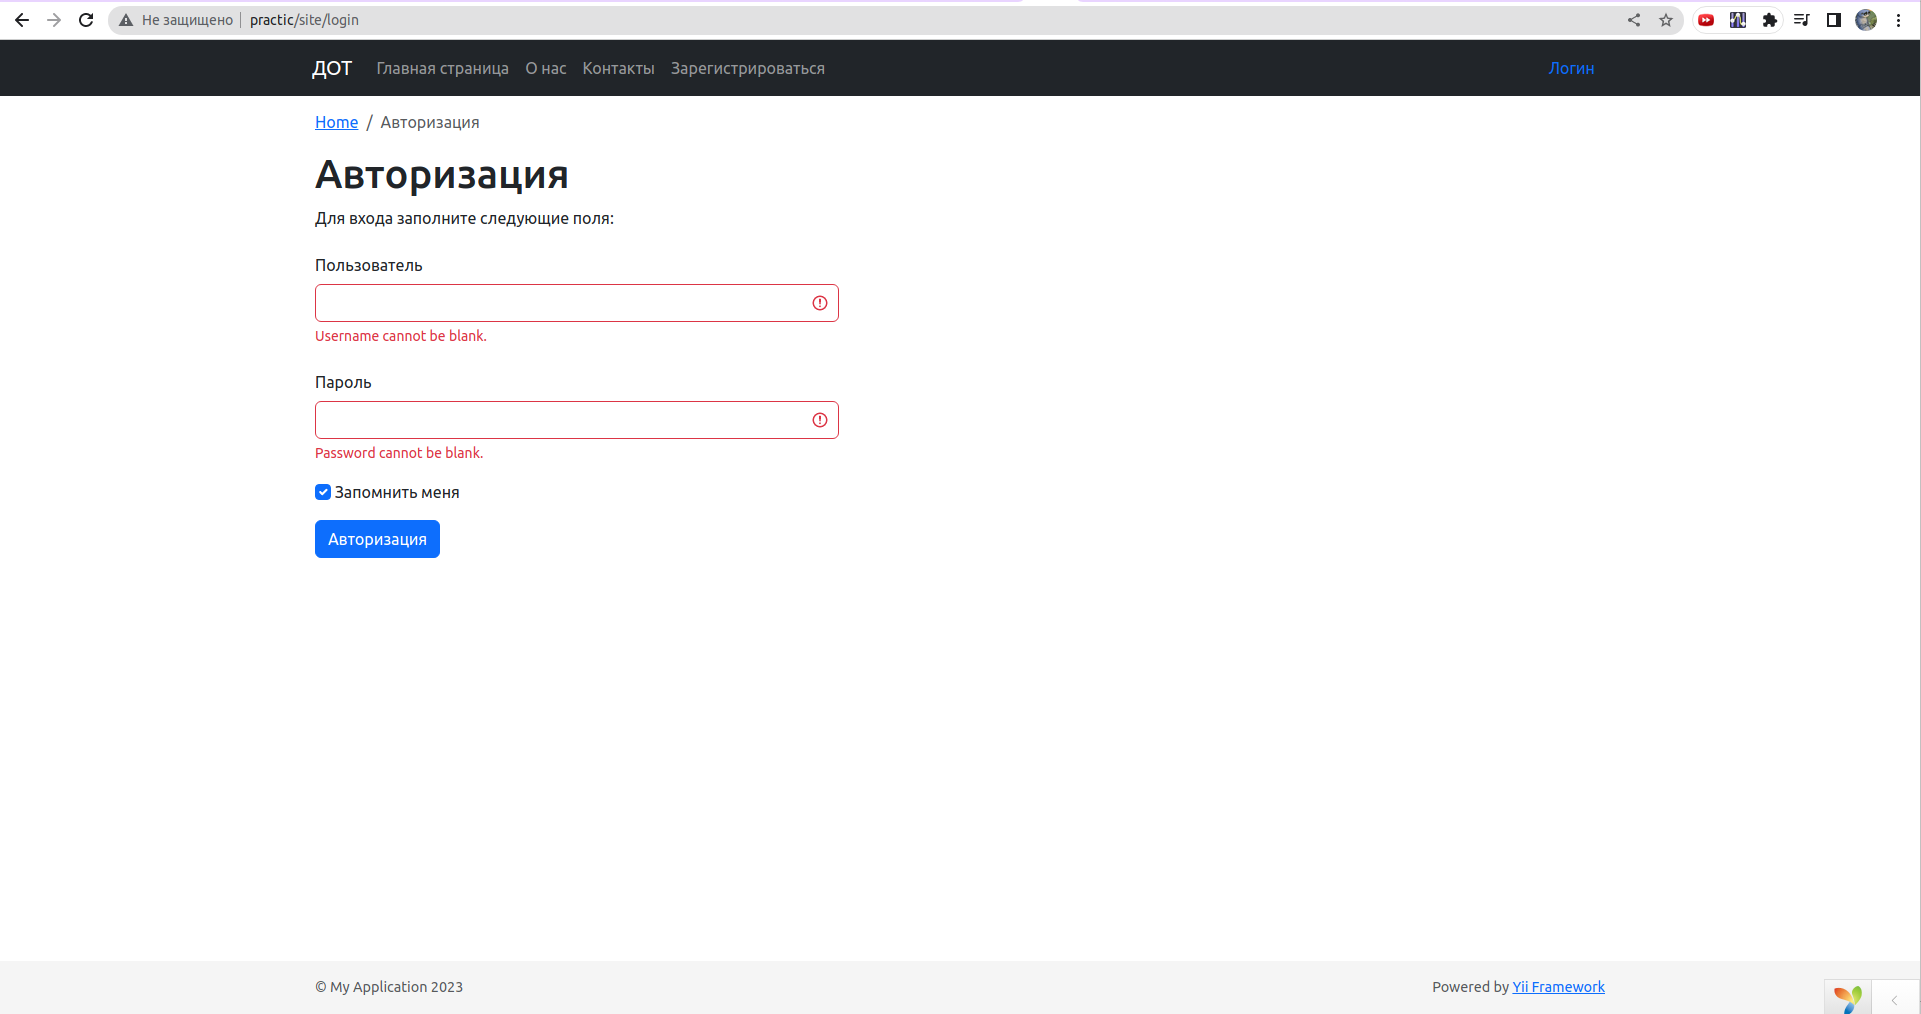 Не защищено practic/site/login
ДОТ Главная страница О нас Контакты Зарегистрироваться Логин
Home / Авторизация
Авторизация
Для входа заполните следующие поля:
Пользователь
Username cannot be blank.
Пароль
Password cannot be blank.
Запомнить меня
Авторизация
© My Application 2023 Powered by Yii Framework